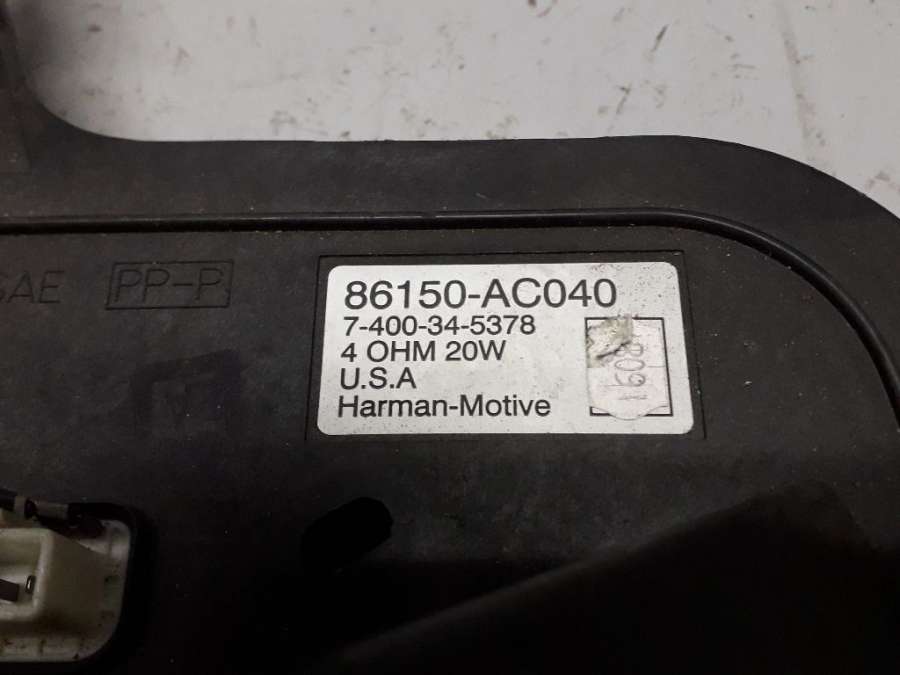 SAE PP-P
86150-AC040
7-400-34-5378
4 OHM 20W
U.S.A
Harman-Motive